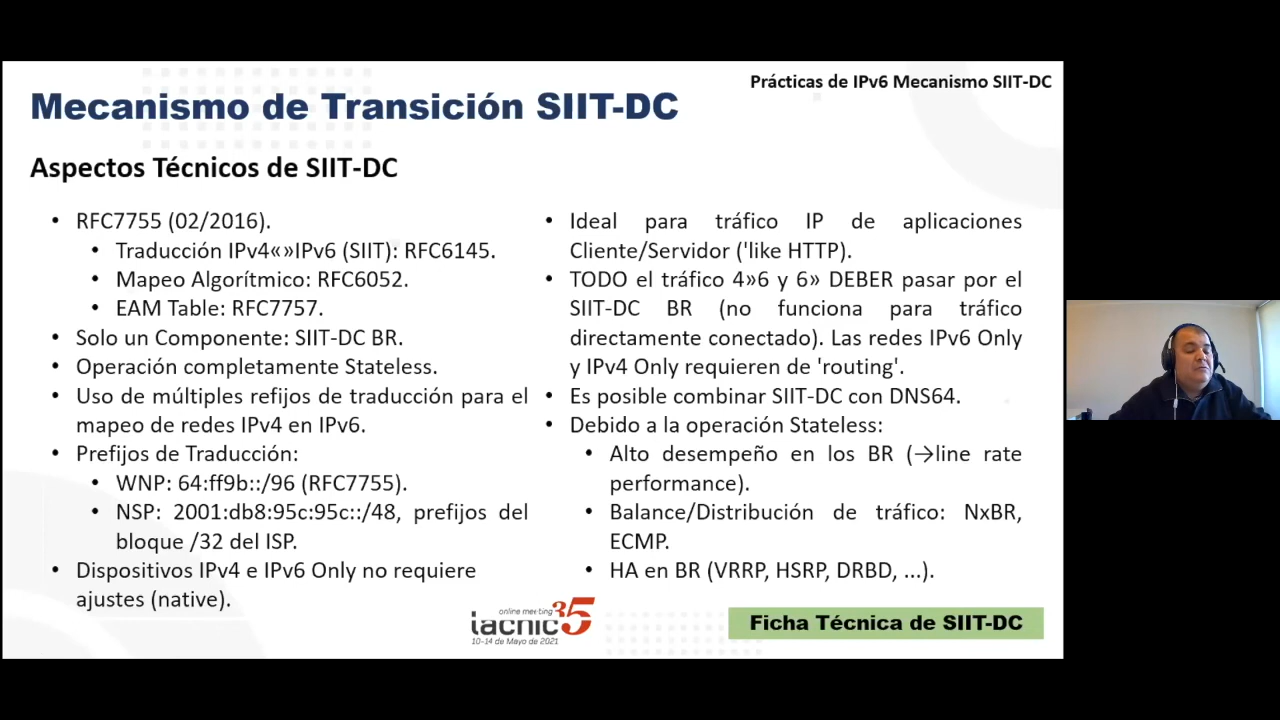 Prácticas de IPv6 Mecanismo SIIT-DC
Mecanismo de Transición SIIT-DC
Aspectos Técnicos de SIIT-DC
• RFC7755 (02/2016).
• Traducción IPv4«»IPv6 (SIIT): RFC6145.
• Mapeo Algorítmico: RFC6052.
• EAM Table: RFC7757.
• Solo un Componente: SIIT-DC BR.
• Operación completamente Stateless.
• Uso de múltiples refijos de traducción para el
mapeo de redes IPv4 en IPv6.
• Prefijos de Traducción:
• WNP: 64:ff9b::/96 (RFC7755).
• NSP: 2001:db8:95c:95c::/48, prefijos del
bloque /32 del ISP.
• Dispositivos IPv4 e IPv6 Only no requiere
ajustes (native).
• Ideal para tráfico IP de aplicaciones
Cliente/Servidor ('like HTTP).
• TODO el tráfico 4»6 y 6» DEBER pasar por el
SIIT-DC BR (no funciona para tráfico
directamente conectado). Las redes IPv6 Only
y IPv4 Only requieren de 'routing'.
• Es posible combinar SIIT-DC con DNS64.
• Debido a la operación Stateless:
• Alto desempeño en los BR (→line rate
performance).
• Balance/Distribución de tráfico: NxBR,
ECMP.
• HA en BR (VRRP, HSRP, DRBD, ...).
online meeting
lacnic35
10-14 de Mayo de 2021
Ficha Técnica de SIIT-DC